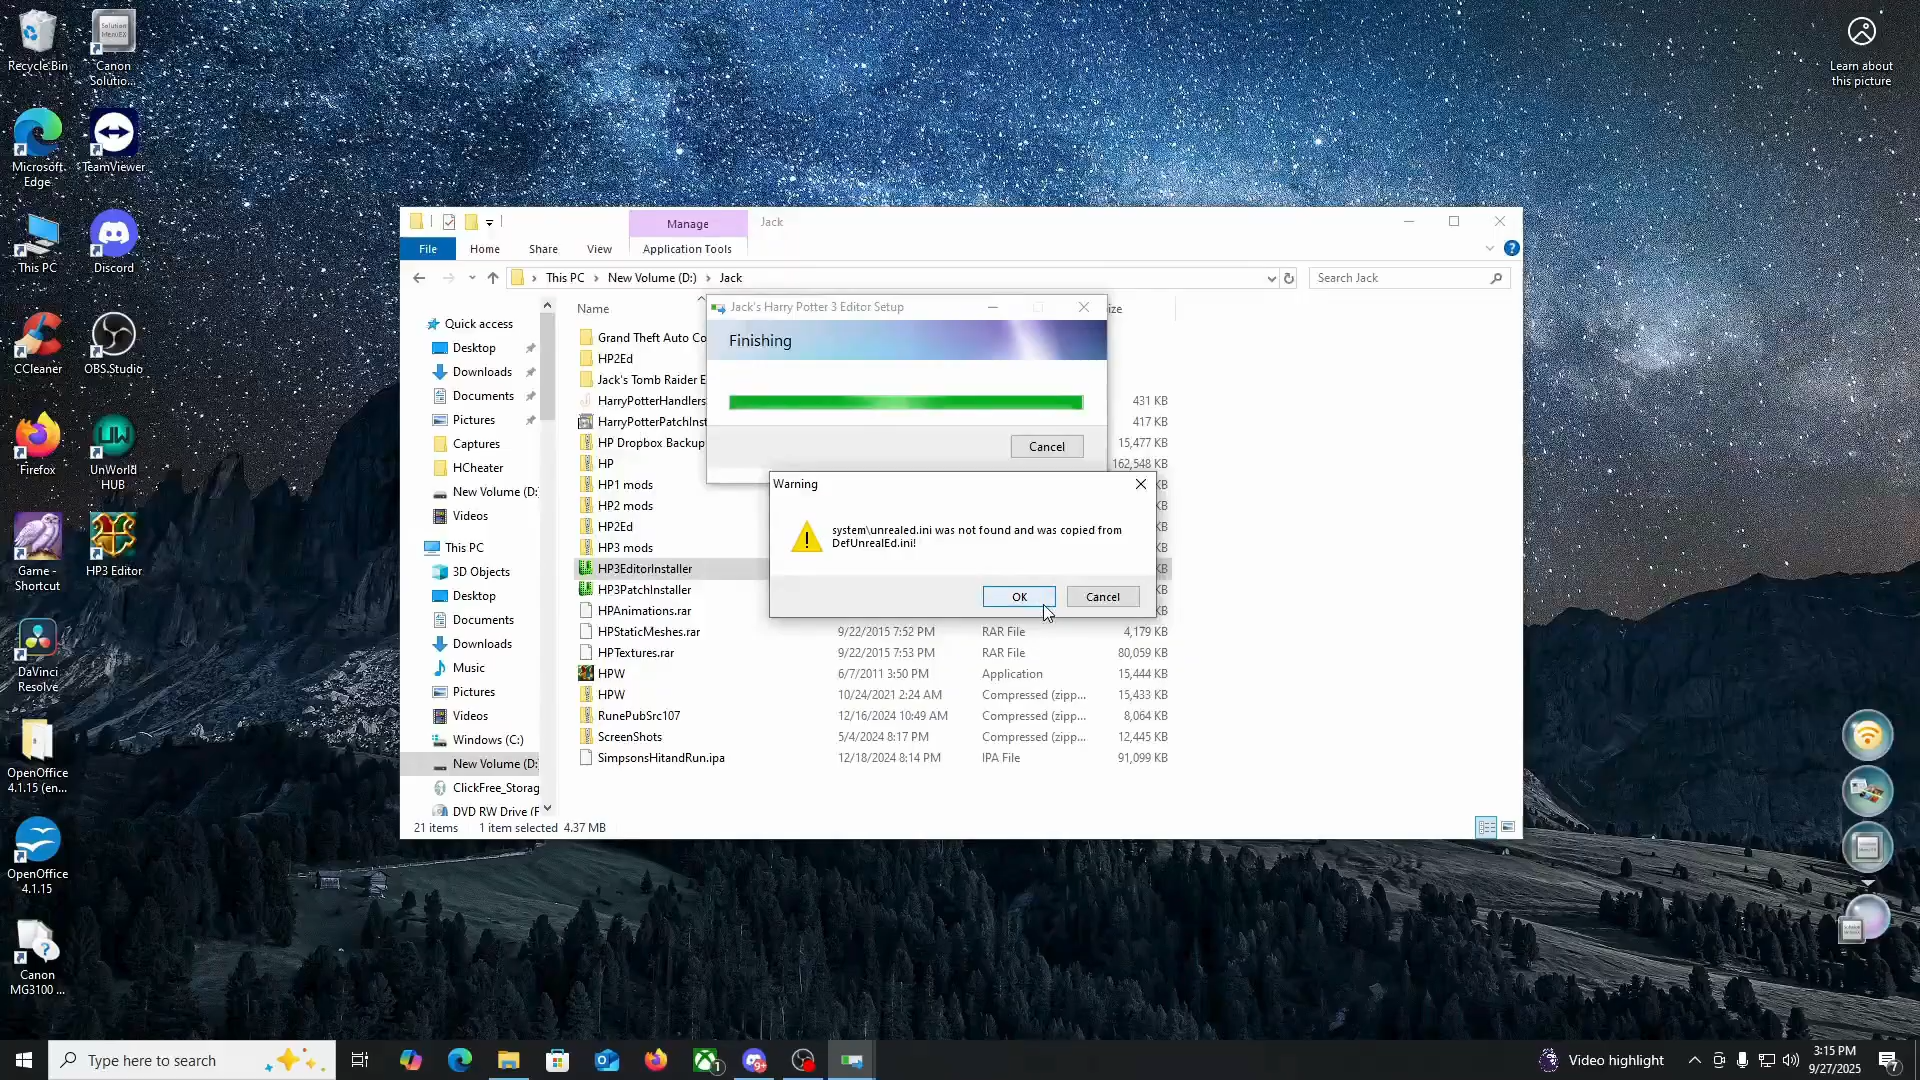 Recycle Bin
Canon
Solutio...
Microsoft
Edge
TeamViewer
This PC
Discord
CCleaner
OBS Studio
Firefox
UnWorld
HUB
Game -
Shortcut
HP3 Editor
DaVinci
Resolve
OpenOffice
4.1.15 (en...
OpenOffice
4.1.15
Canon
MG3100 ...
Learn about
this picture
Manage
Jack
File
Home
Share
View
Application Tools
This PC
New Volume (D:)
Jack
Search Jack
Name
Quick access
Desktop
Downloads
Documents
Pictures
Captures
HCheater
New Volume (D:
Videos
This PC
3D Objects
Desktop
Documents
Downloads
Music
Pictures
Videos
Windows (C:)
New Volume (D:
ClickFree_Storag
DVD RW Drive (F
Grand Theft Auto Co
HP2Ed
Jack's Tomb Raider E
HarryPotterHandlers 431 KB
HarryPotterPatchInst 417 KB
HP Dropbox Backup 15,477 KB
HP 162,548 KB
HP1 mods KB
HP2 mods KB
HP2Ed KB
HP3 mods KB
HP3EditorInstaller KB
HP3PatchInstaller KB
HPAnimations.rar KB
HPStaticMeshes.rar 9/22/2015 7:52 PM RAR File 4,179 KB
HPTextures.rar 9/22/2015 7:53 PM RAR File 80,059 KB
HPW 6/7/2011 3:50 PM Application 15,444 KB
HPW 10/24/2021 2:24 AM Compressed (zipp... 15,433 KB
RunePubSrc107 12/16/2024 10:49 AM Compressed (zipp... 8,064 KB
ScreenShots 5/4/2024 8:17 PM Compressed (zipp... 12,445 KB
SimpsonsHitandRun.ipa 12/18/2024 8:14 PM IPA File 91,099 KB
21 items 1 item selected 4.37 MB
Jack's Harry Potter 3 Editor Setup
Finishing
Cancel
Warning
system\unrealed.ini was not found and was copied from
DefUnrealEd.ini!
OK
Cancel
Type here to search
Video highlight
3:15 PM
9/27/2025